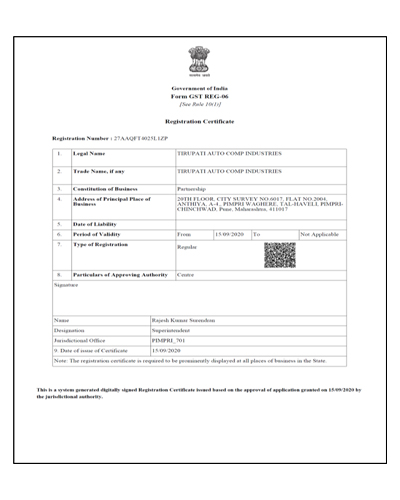 Government of India
Form GST REG-06
[See Rule 10(1)]
Registration Certificate
Registration Number : 27AAQFT4025L1ZP
1. Legal Name TIRUPATI AUTO COMP INDUSTRIES
2. Trade Name, if any TIRUPATI AUTO COMP INDUSTRIES
3. Constitution of Business Partnership
4. Address of Principal Place of Business 20TH FLOOR, CITY SURVEY NO.6017, FLAT NO.2004,
ANTHIYA, A-4, PIMPRI WAGHERE, TAL-HAVELI, PIMPRI-
CHINCHWAD, Pune, Maharashtra, 411017
5. Date of Liability
6. Period of Validity From 15/09/2020 To Not Applicable
7. Type of Registration Regular
8. Particulars of Approving Authority Centre
Signature
Name Rajesh Kumar Surendran
Designation Superintendent
Jurisdictional Office PIMPRI_701
9. Date of issue of Certificate 15/09/2020
Note: The registration certificate is required to be prominently displayed at all places of business in the State.
This is a system generated digitally signed Registration Certificate issued based on the approval of application granted on 15/09/2020 by
the jurisdictional authority.